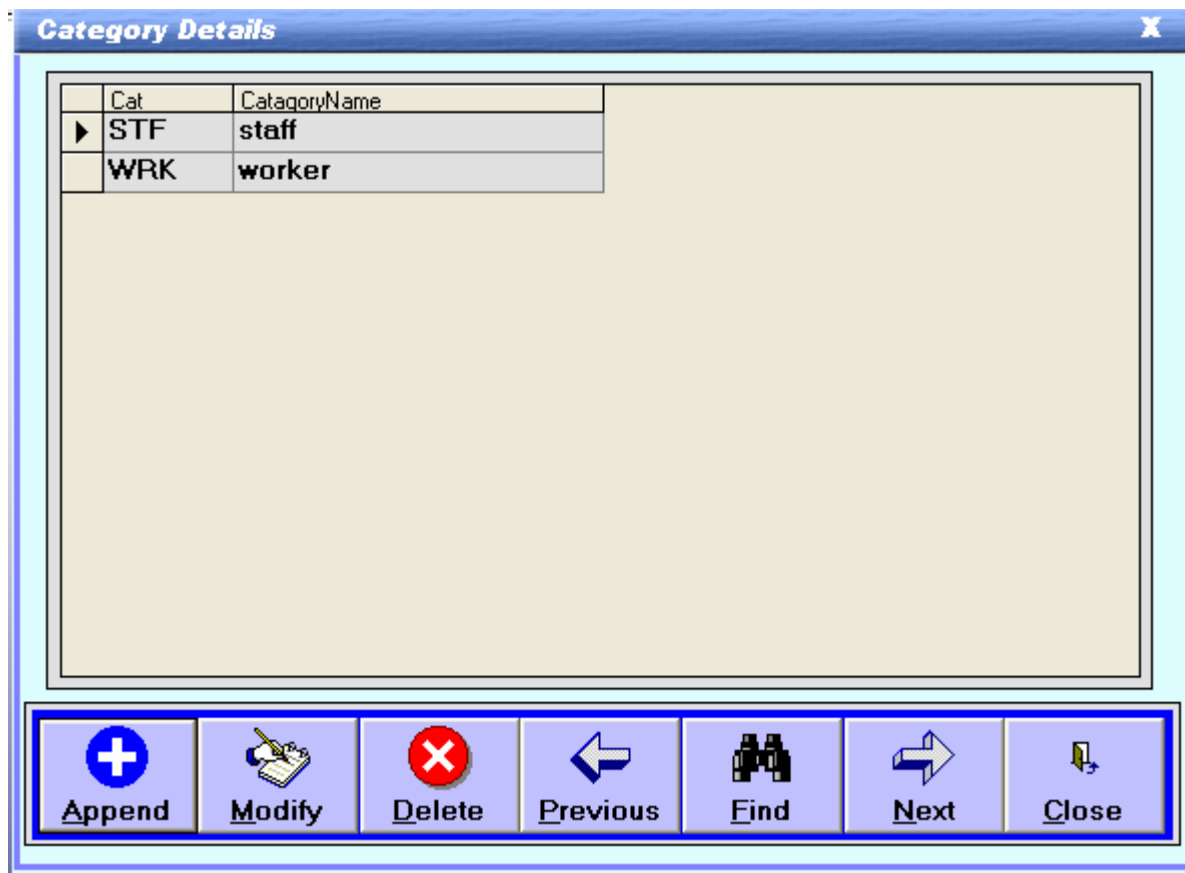 Category Details X
Cat CatagoryName
STF staff
WRK worker
Append Modify Delete Previous Find Next Close